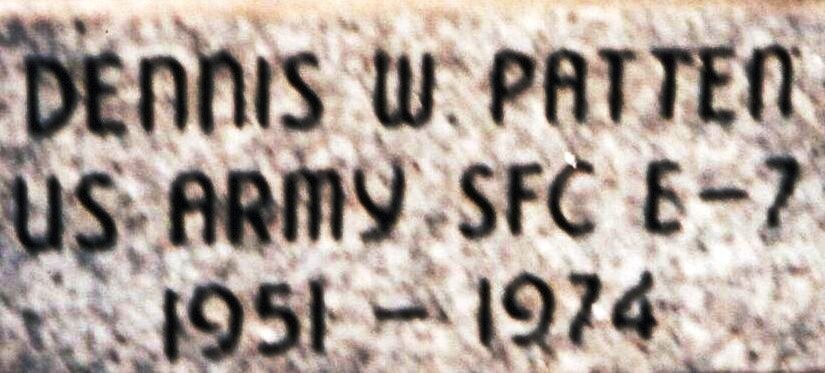 DENNIS W. PATTEN
US ARMY SFC E-7
1951 - 1974